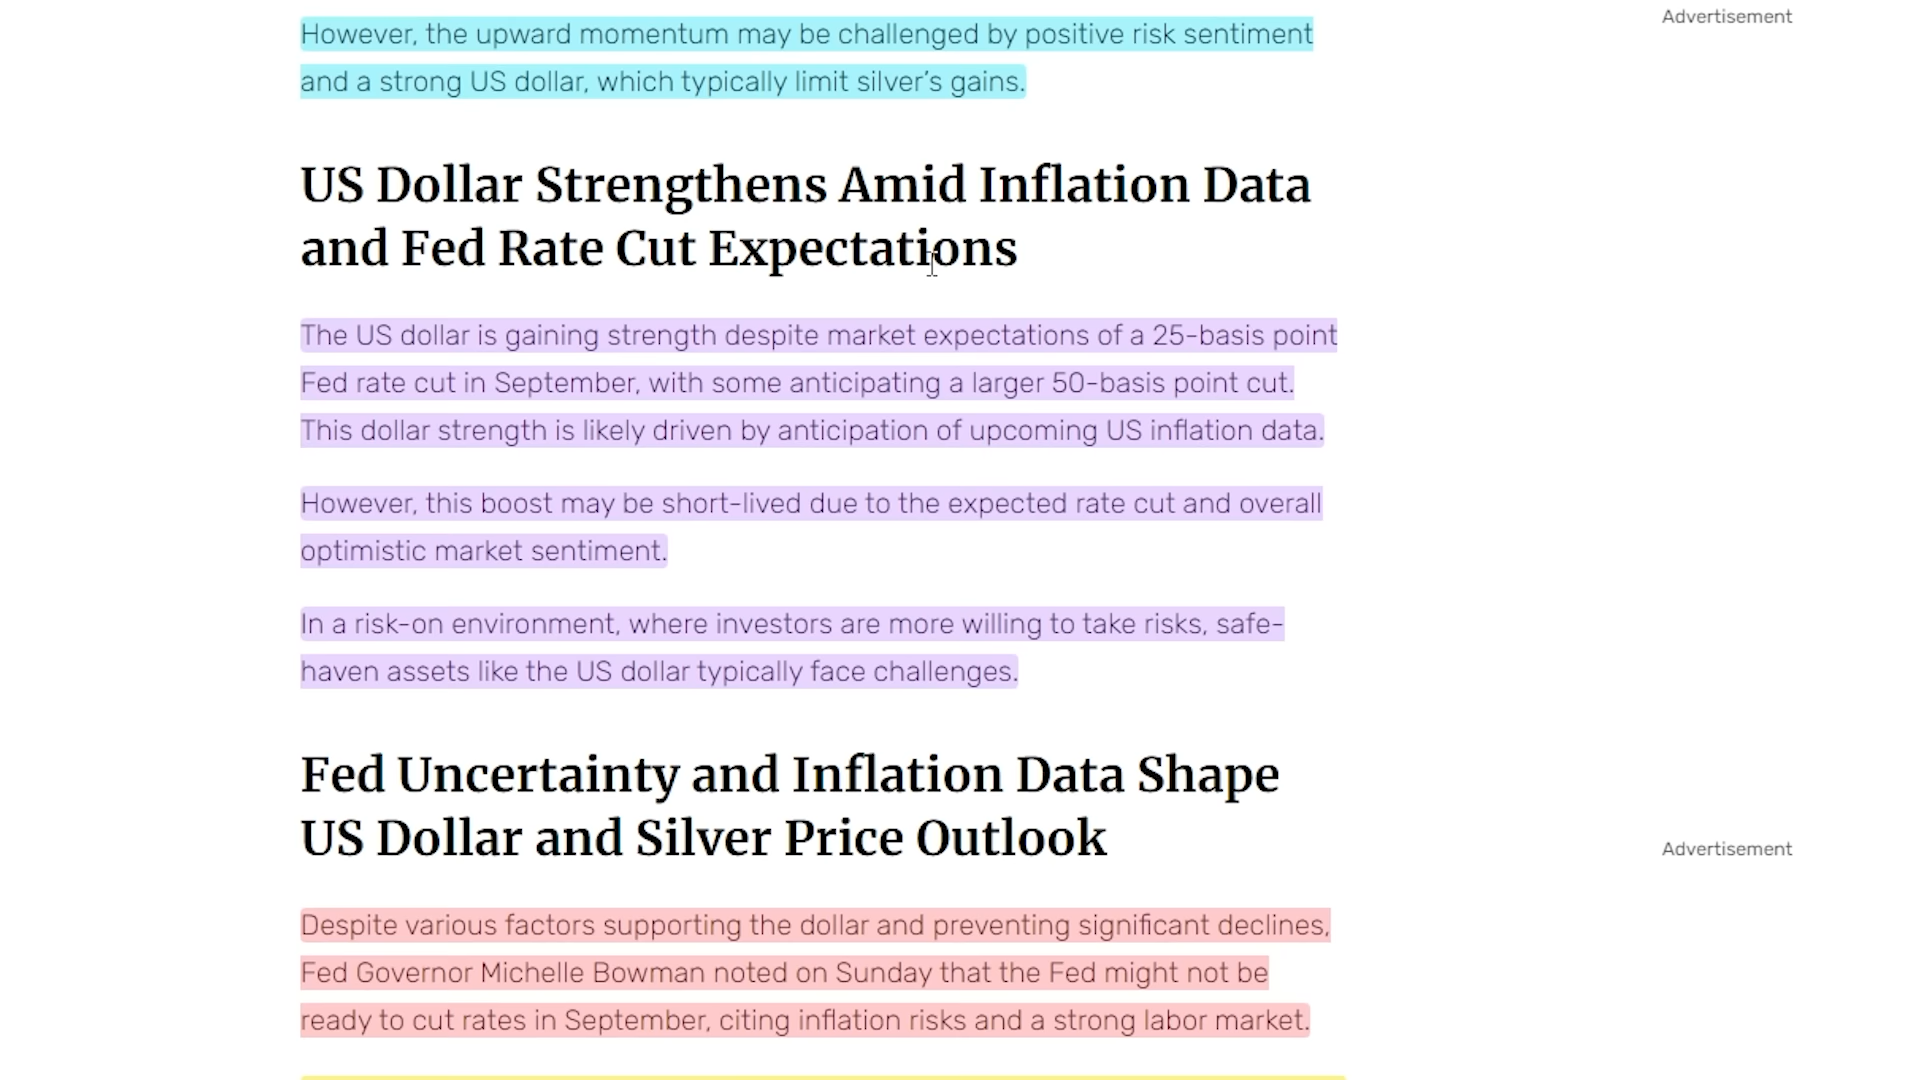 However, the upward momentum may be challenged by positive risk sentiment
and a strong US dollar, which typically limit silver’s gains.
Advertisement
US Dollar Strengthens Amid Inflation Data
and Fed Rate Cut Expectations
The US dollar is gaining strength despite market expectations of a 25-basis point
Fed rate cut in September, with some anticipating a larger 50-basis point cut.
This dollar strength is likely driven by anticipation of upcoming US inflation data.
However, this boost may be short-lived due to the expected rate cut and overall
optimistic market sentiment.
In a risk-on environment, where investors are more willing to take risks, safe-
haven assets like the US dollar typically face challenges.
Fed Uncertainty and Inflation Data Shape
US Dollar and Silver Price Outlook
Advertisement
Despite various factors supporting the dollar and preventing significant declines,
Fed Governor Michelle Bowman noted on Sunday that the Fed might not be
ready to cut rates in September, citing inflation risks and a strong labor market.